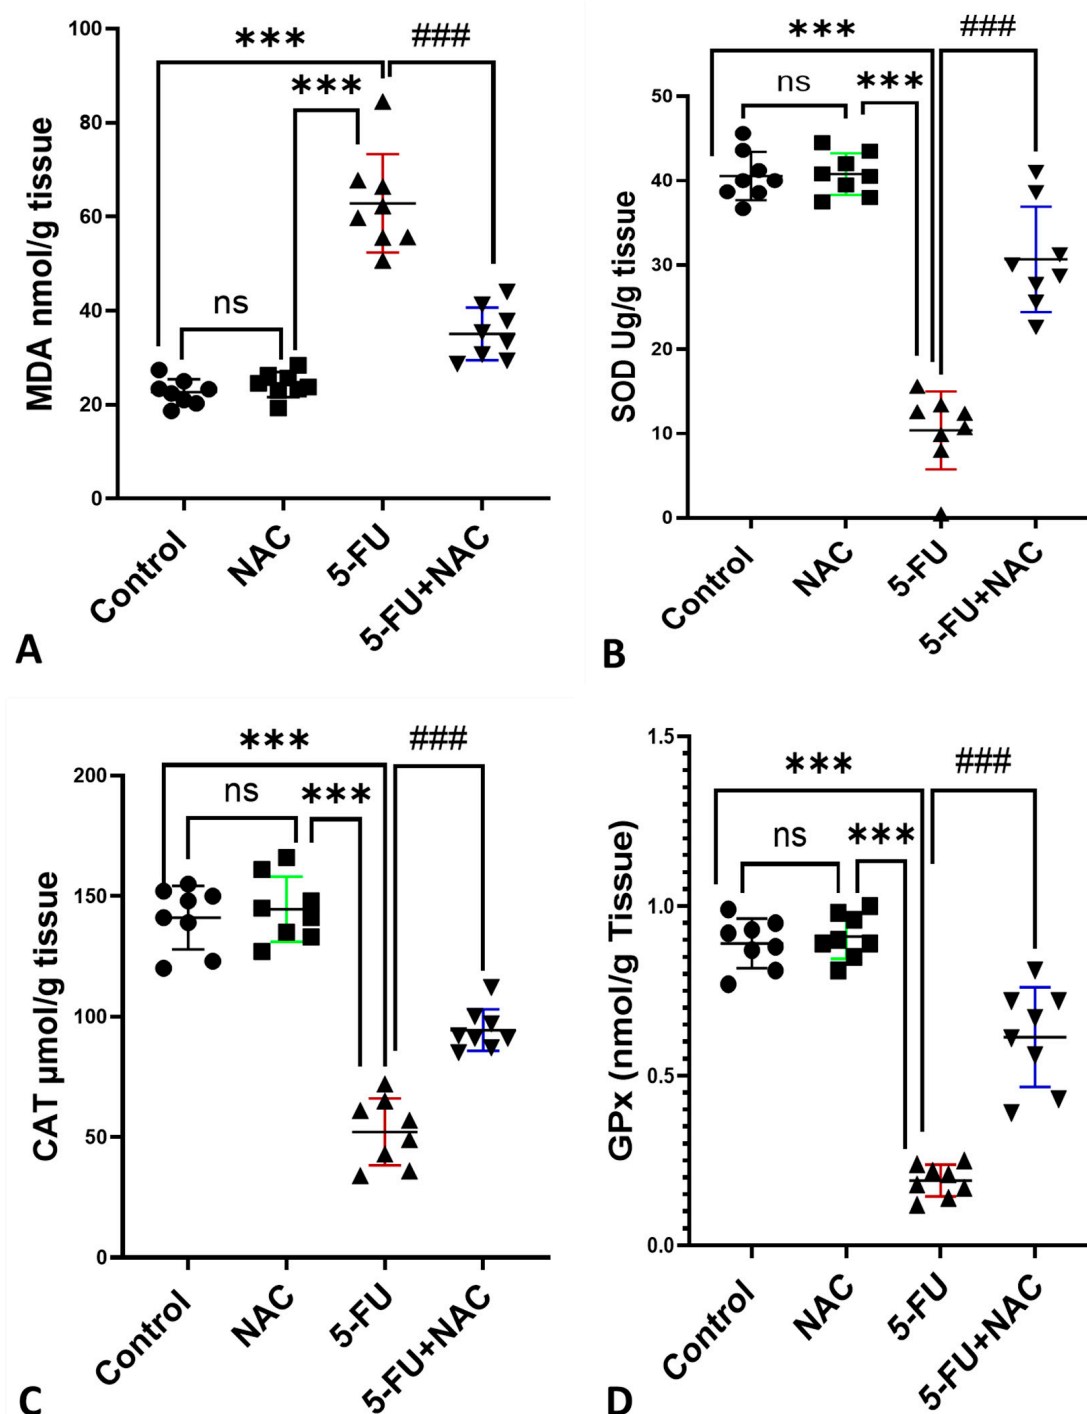 *** ###
***
ns
MDA nmol/g tissue
100
80
60
40
20
0
Control
NAC
5-FU
5-FU+NAC
A
*** ###
ns ***
SOD Ug/g tissue
50
40
30
20
10
0
Control
NAC
5-FU
5-FU+NAC
B
*** ###
ns ***
CAT µmol/g tissue
200
150
100
50
0
Control
NAC
5-FU
5-FU+NAC
C
*** ###
ns ***
GPx (nmol/g Tissue)
1.5
1.0
0.5
0.0
Control
NAC
5-FU
5-FU+NAC
D